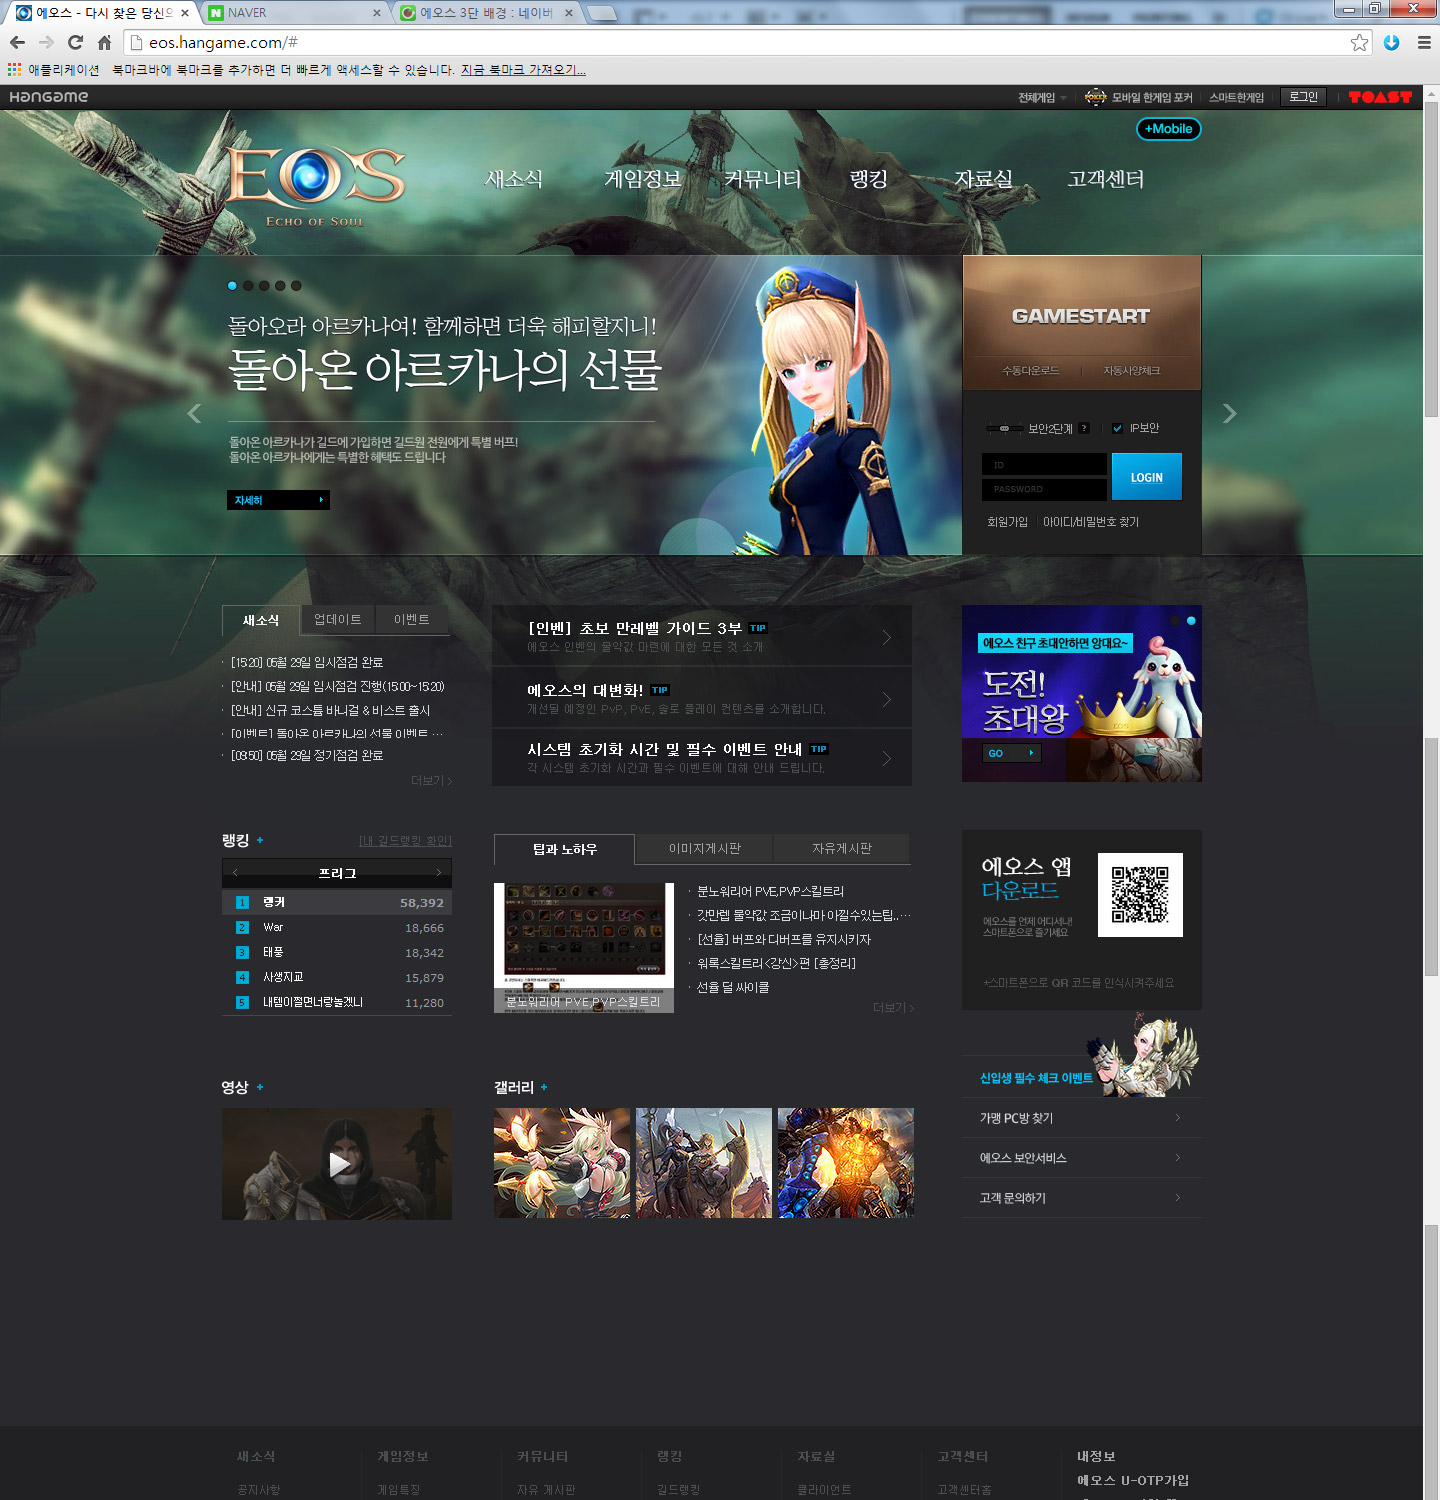 에오스 - 다시 찾은 당신의
NAVER
에오스 3단 배경 : 네이버
eos.hangame.com/#
애플리케이션 북마크바에 북마크를 추가하면 더 빠르게 액세스할 수 있습니다. 지금 북마크 가져오기...
HANGAME
전체게임 POKER 모바일 한게임 포커 스마트한게임 로그인 TOAST
+Mobile
EOS
ECHO OF SOUL
새소식 게임정보 커뮤니티 랭킹 자료실 고객센터
돌아오라 아르카나여! 함께하면 더욱 해피할지니!
돌아온 아르카나의 선물
돌아온 아르카나가 길드에 가입하면 길드원 전원에게 특별 버프!
돌아온 아르카나에게는 특별한 혜택도 드립니다
자세히
GAMESTART
수동다운로드 자동사양체크
보안2단계 ? IP보안
ID
PASSWORD
LOGIN
회원가입 아이디/비밀번호 찾기
새소식 업데이트 이벤트
· [15:20] 05월 29일 임시점검 완료
· [안내] 05월 29일 임시점검 진행(15:00~15:20)
· [안내] 신규 코스튬 바니걸 & 비스트 출시
· [이벤트] 돌아온 아르카나의 선물 이벤트 …
· [09:50] 05월 29일 정기점검 완료
더보기 >
[인벤] 초보 만레벨 가이드 3부 TIP
에오스 인벤의 물약값 마련에 대한 모든 것 소개
에오스의 대변화! TIP
개선될 예정인 PvP, PvE, 솔로 플레이 컨텐츠를 소개합니다.
시스템 초기화 시간 및 필수 이벤트 안내 TIP
각 시스템 초기화 시간과 필수 이벤트에 대해 안내 드립니다.
에오스 친구 초대안하면 앙대요~
도전!
초대왕
EOS
GO
랭킹 + [내 길드랭킹 확인]
프리그
1 랭커 58,392
2 War 18,666
3 태풍 18,342
4 사생지교 15,879
5 내템이쩔면너랑놀겠니 11,280
팁과 노하우 이미지게시판 자유게시판
분노워리어 PVE,PVP스킬트리
· 분노워리어 PVE,PVP스킬트리
· 갓만렙 물약값 조금이나마 아낄수있는팁..…
· [선율] 버프와 디버프를 유지시키자
· 워록스킬트리<강신>편 [총정리]
· 선율 딜 싸이클
더보기 >
에오스 앱
다운로드
에오스를 언제 어디서나!
스마트폰으로 즐기세요
+스마트폰으로 QR 코드를 인식시켜주세요
신입생 필수 체크 이벤트
가맹 PC방 찾기
에오스 보안서비스
고객 문의하기
영상 +
갤러리 +
새소식 게임정보 커뮤니티 랭킹 자료실 고객센터 내정보
에오스 U-OTP가입
공지사항 게임특징 자유 게시판 길드랭킹 클라이언트 고객센터홈